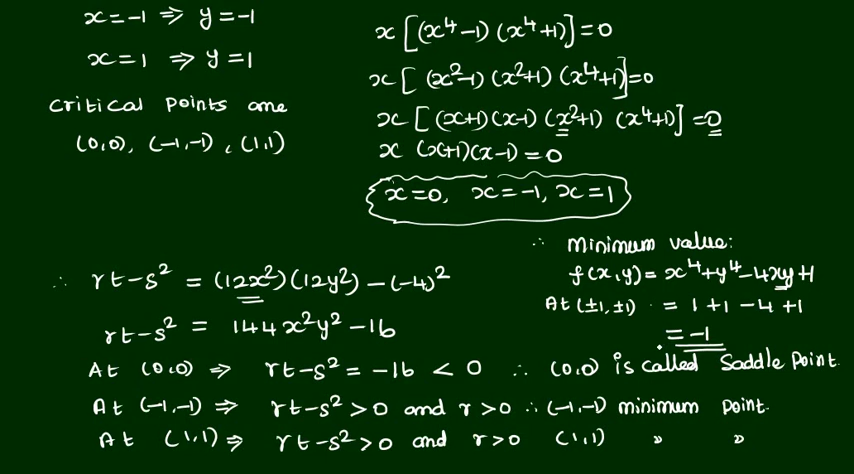 x=-1 ⇒ y=-1
x=1 ⇒ y=1
Critical points are
(0,0), (-1,-1), (1,1)
x[(x⁴-1)(x⁴+1)]=0
x[(x²-1)(x²+1)(x⁴+1)]=0
x[(x+1)(x-1)(x²+1)(x⁴+1)]=0
x(x+1)(x-1)=0
x=0, x=-1, x=1
∴ rt-s² = (12x²)(12y²)-(-4)²
rt-s² = 144x²y²-16
∴ Minimum value:
f(x,y)=x⁴+y⁴-4xy+1
At (±1,±1) = 1+1-4+1
= -1
At (0,0) ⇒ rt-s² = -16 < 0 ∴ (0,0) is called Saddle Point.
At (-1,-1) ⇒ rt-s²>0 and r>0 ∴ (-1,-1) minimum point.
At (1,1) ⇒ rt-s²>0 and r>0 (1,1) " "